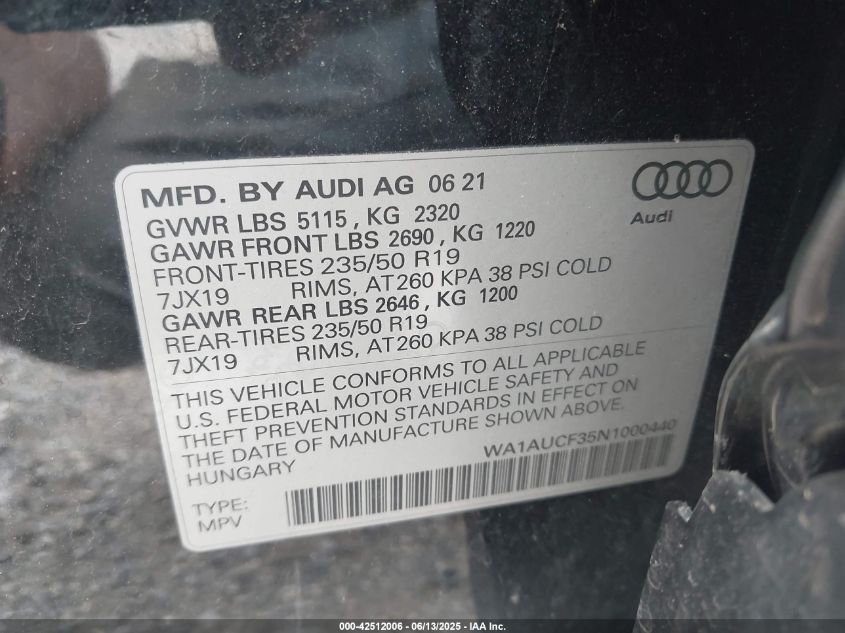 MFD. BY AUDI AG 06 21
Audi
GVWR LBS 5115, KG 2320
GAWR FRONT LBS 2690, KG 1220
FRONT-TIRES 235/50 R19
7JX19 RIMS, AT 260 KPA 38 PSI COLD
GAWR REAR LBS 2646, KG 1200
REAR-TIRES 235/50 R19
7JX19 RIMS, AT 260 KPA 38 PSI COLD
THIS VEHICLE CONFORMS TO ALL APPLICABLE
U.S. FEDERAL MOTOR VEHICLE SAFETY AND
THEFT PREVENTION STANDARDS IN EFFECT ON
THE DATE OF MANUFACTURE SHOWN ABOVE.
HUNGARY WA1AUCF35N1000440
TYPE:
MPV
000-42512006 - 06/13/2025 - IAA Inc.